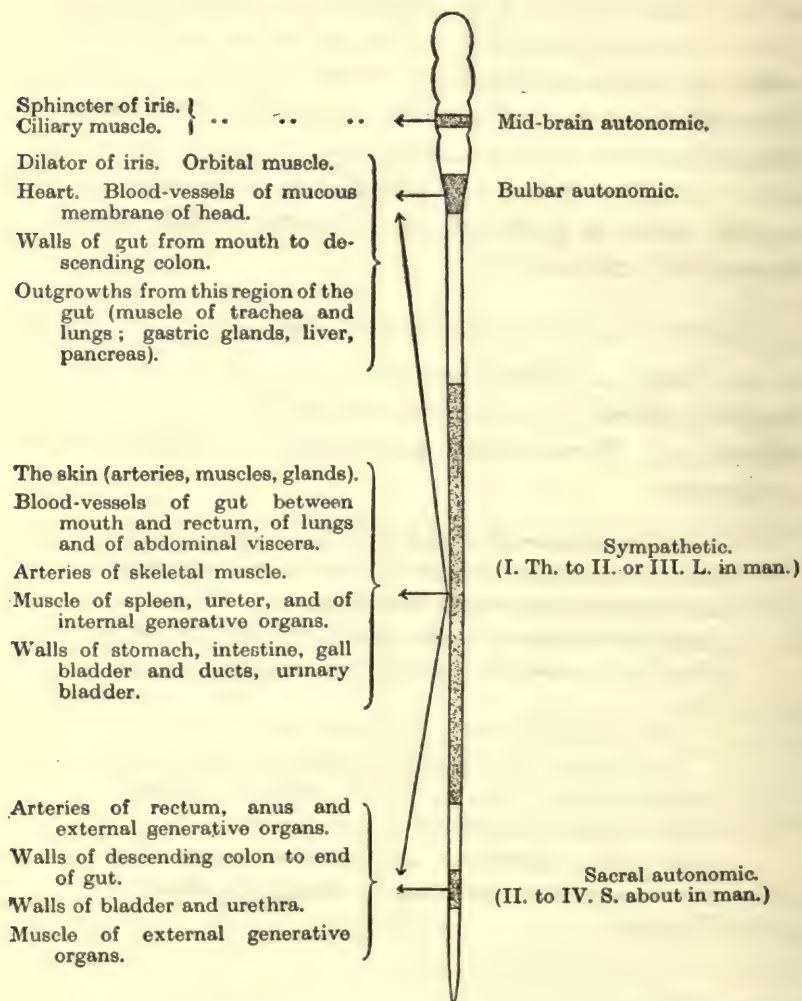 Sphincter of iris. }
Ciliary muscle. } ·· ·· ··
Mid-brain autonomic.
Dilator of iris. Orbital muscle.
Heart. Blood-vessels of mucous
membrane of head.
Walls of gut from mouth to de-
scending colon.
Outgrowths from this region of the
gut (muscle of trachea and
lungs; gastric glands, liver,
pancreas).
Bulbar autonomic.
The skin (arteries, muscles, glands).
Blood-vessels of gut between
mouth and rectum, of lungs
and of abdominal viscera.
Arteries of skeletal muscle.
Muscle of spleen, ureter, and of
internal generative organs.
Walls of stomach, intestine, gall
bladder and ducts, urinary
bladder.
Sympathetic.
(I. Th. to II. or III. L. in man.)
Arteries of rectum, anus and
external generative organs.
Walls of descending colon to end
of gut.
Walls of bladder and urethra.
Muscle of external generative
organs.
Sacral autonomic.
(II. to IV. S. about in man.)